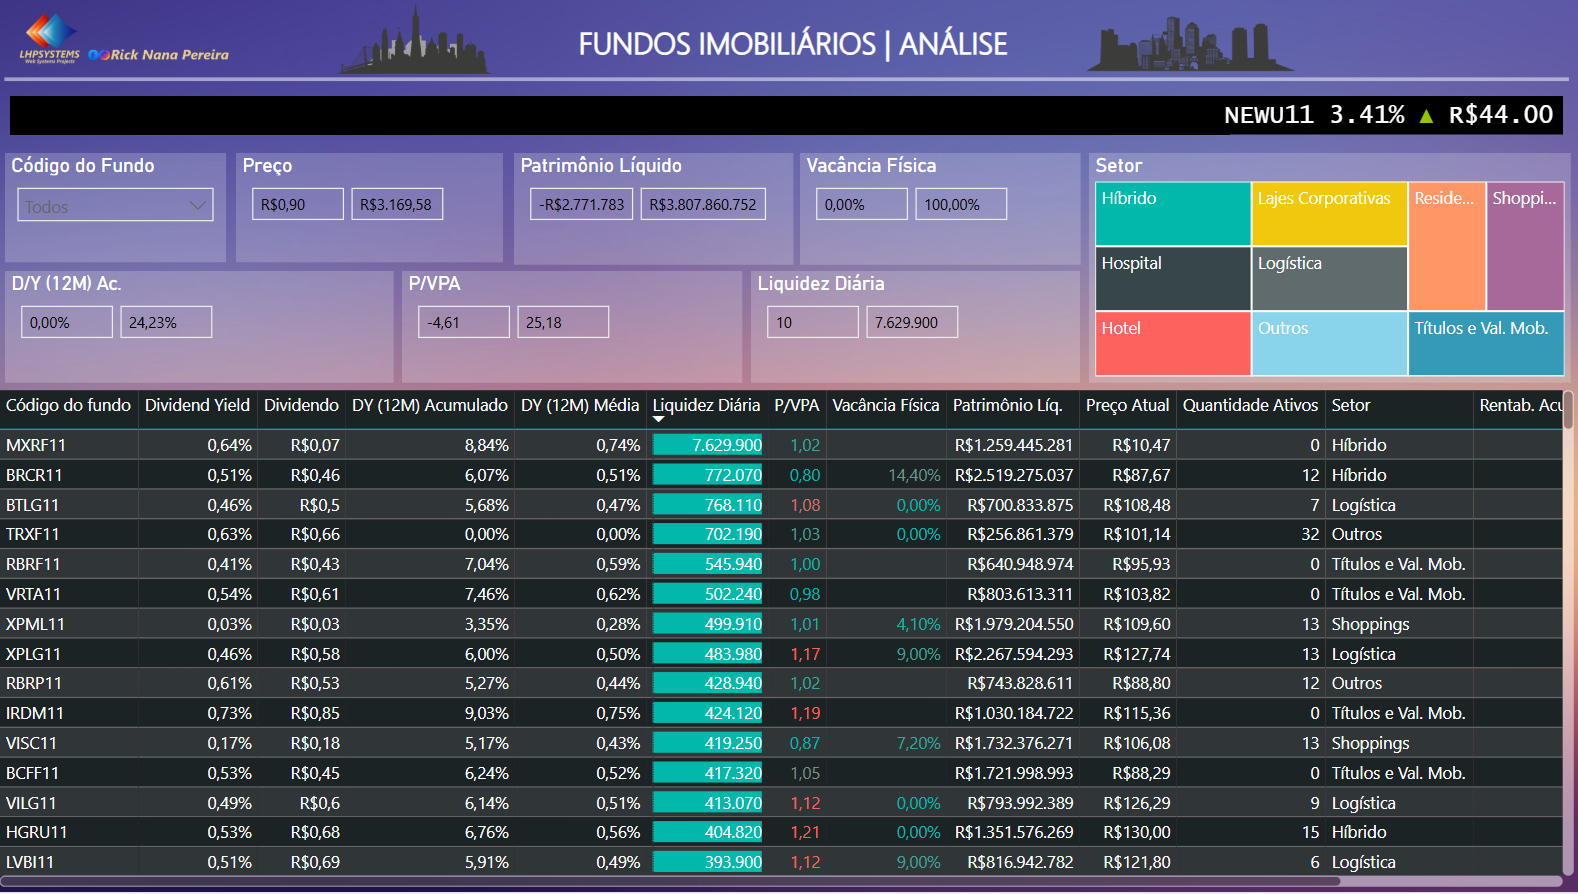 LHPSYSTEMS
Web Systems Projects
Rick Nana Pereira
FUNDOS IMOBILIÁRIOS | ANÁLISE
NEWU11 3.41% ▲ R$44.00
Código do Fundo
Todos
Preço
R$0,90 R$3.169,58
Patrimônio Líquido
-R$2.771.783 R$3.807.860.752
Vacância Física
0,00% 100,00%
Setor
Híbrido Lajes Corporativas Reside... Shoppi...
Hospital Logística
Hotel Outros Títulos e Val. Mob.
D/Y (12M) Ac.
0,00% 24,23%
P/VPA
-4,61 25,18
Liquidez Diária
10 7.629.900
Código do fundo Dividend Yield Dividendo DY (12M) Acumulado DY (12M) Média Liquidez Diária P/VPA Vacância Física Patrimônio Líq. Preço Atual Quantidade Ativos Setor Rentab. Acu
MXRF11 0,64% R$0,07 8,84% 0,74% 7.629.900 1,02 R$1.259.445.281 R$10,47 0 Híbrido
BRCR11 0,51% R$0,46 6,07% 0,51% 772.070 0,80 14,40% R$2.519.275.037 R$87,67 12 Híbrido
BTLG11 0,46% R$0,5 5,68% 0,47% 768.110 1,08 0,00% R$700.833.875 R$108,48 7 Logística
TRXF11 0,63% R$0,66 0,00% 0,00% 702.190 1,03 0,00% R$256.861.379 R$101,14 32 Outros
RBRF11 0,41% R$0,43 7,04% 0,59% 545.940 1,00 R$640.948.974 R$95,93 0 Títulos e Val. Mob.
VRTA11 0,54% R$0,61 7,46% 0,62% 502.240 0,98 R$803.613.311 R$103,82 0 Títulos e Val. Mob.
XPML11 0,03% R$0,03 3,35% 0,28% 499.910 1,01 4,10% R$1.979.204.550 R$109,60 13 Shoppings
XPLG11 0,46% R$0,58 6,00% 0,50% 483.980 1,17 9,00% R$2.267.594.293 R$127,74 13 Logística
RBRP11 0,61% R$0,53 5,27% 0,44% 428.940 1,02 R$743.828.611 R$88,80 12 Outros
IRDM11 0,73% R$0,85 9,03% 0,75% 424.120 1,19 R$1.030.184.722 R$115,36 0 Títulos e Val. Mob.
VISC11 0,17% R$0,18 5,17% 0,43% 419.250 0,87 7,20% R$1.732.376.271 R$106,08 13 Shoppings
BCFF11 0,53% R$0,45 6,24% 0,52% 417.320 1,05 R$1.721.998.993 R$88,29 0 Títulos e Val. Mob.
VILG11 0,49% R$0,6 6,14% 0,51% 413.070 1,12 0,00% R$793.992.389 R$126,29 9 Logística
HGRU11 0,53% R$0,68 6,76% 0,56% 404.820 1,21 0,00% R$1.351.576.269 R$130,00 15 Híbrido
LVBI11 0,51% R$0,69 5,91% 0,49% 393.900 1,12 9,00% R$816.942.782 R$121,80 6 Logística